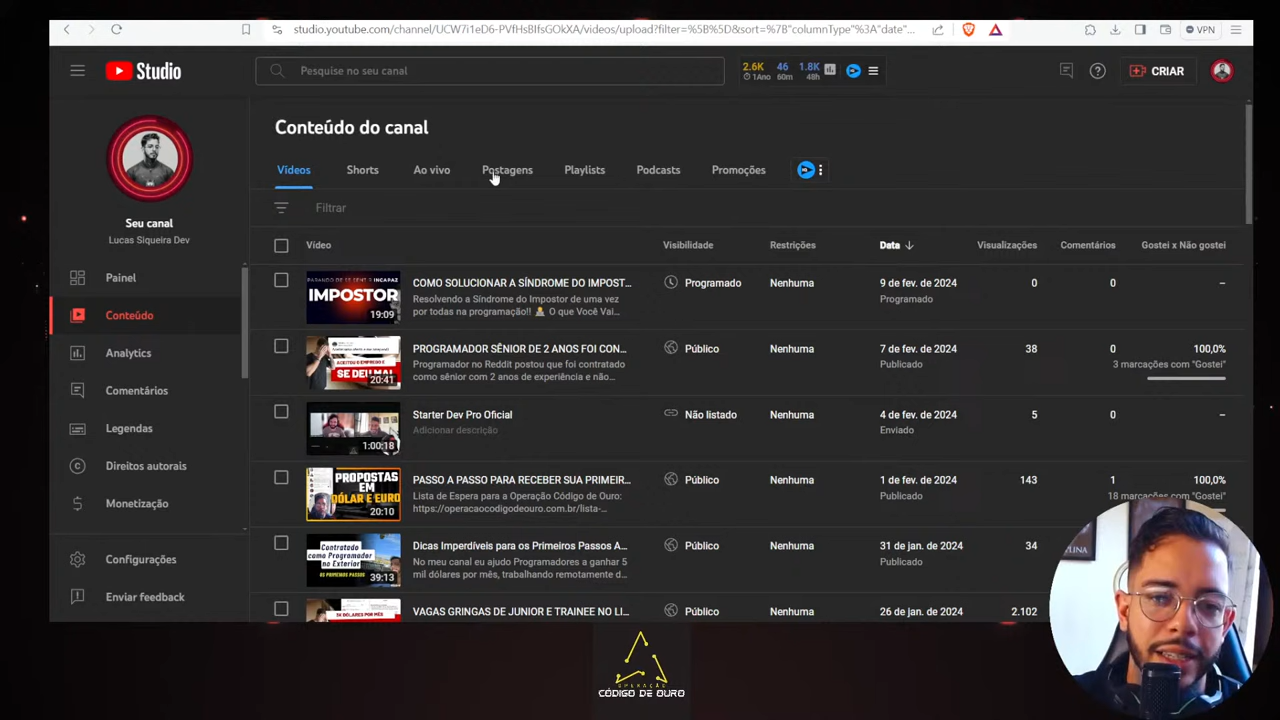 studio.youtube.com/channel/UCW7i1eD6-PVfHsBIfsGOkXA/videos/upload?filter=%5B%5D&sort=%7B"columnType"%3A"date"...
VPN
Studio
Pesquise no seu canal
2.6K 46 1.8K
1Ano 60m 48h
CRIAR
Seu canal
Lucas Siqueira Dev
Painel
Conteúdo
Analytics
Comentários
Legendas
Direitos autorais
Monetização
Configurações
Enviar feedback
Conteúdo do canal
Vídeos Shorts Ao vivo Postagens Playlists Podcasts Promoções
Filtrar
Vídeo Visibilidade Restrições Data Visualizações Comentários Gostei x Não gostei
IMPOSTOR
19:09
COMO SOLUCIONAR A SÍNDROME DO IMPOST...
Resolvendo a Síndrome do Impostor de uma vez
por todas na programação!! 👨‍💻 O que Você Vai...
Programado Nenhuma 9 de fev. de 2024 0 0 –
Programado
SE DEU MAL
20:41
PROGRAMADOR SÊNIOR DE 2 ANOS FOI CON...
Programador no Reddit postou que foi contratado
como sênior com 2 anos de experiência e não...
Público Nenhuma 7 de fev. de 2024 38 0 100,0%
Publicado 3 marcações com "Gostei"
1:00:18
Starter Dev Pro Oficial
Adicionar descrição
Não listado Nenhuma 4 de fev. de 2024 5 0 –
Enviado
PROPOSTAS
EM
DÓLAR E EURO
20:10
PASSO A PASSO PARA RECEBER SUA PRIMEIR...
Lista de Espera para a Operação Código de Ouro:
https://operacaocodigodeouro.com.br/lista-...
Público Nenhuma 1 de fev. de 2024 143 1 100,0%
Publicado 18 marcações com "Gostei"
Contratado
como Programador
no Exterior
OS PRIMEIROS PASSOS
39:13
Dicas Imperdíveis para os Primeiros Passos A...
No meu canal eu ajudo Programadores a ganhar 5
mil dólares por mês, trabalhando remotamente d...
Público Nenhuma 31 de jan. de 2024 34
Publicado
VAGAS GRINGAS DE JUNIOR E TRAINEE NO LI...
Público Nenhuma 26 de jan. de 2024 2.102
OPERAÇÃO
CÓDIGO DE OURO